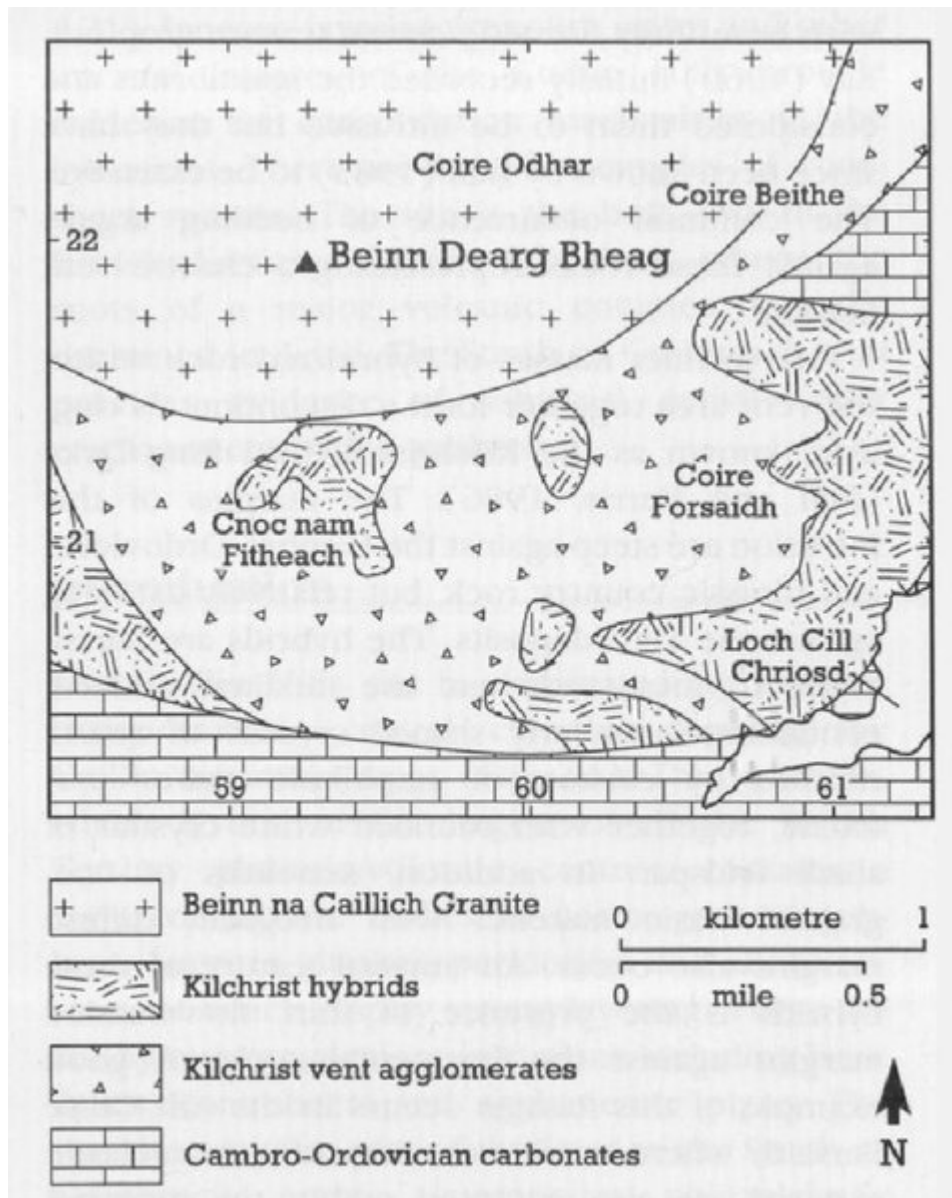 Coire Odhar
Coire Beithe
22
Beinn Dearg Bheag
Coire
Forsaidh
Cnoc nam
Fitheach
21
Loch Cill
Chriosd
59
60
61
Beinn na Caillich Granite
0 kilometre 1
Kilchrist hybrids
0 mile 0.5
Kilchrist vent agglomerates
Cambro-Ordovician carbonates
N